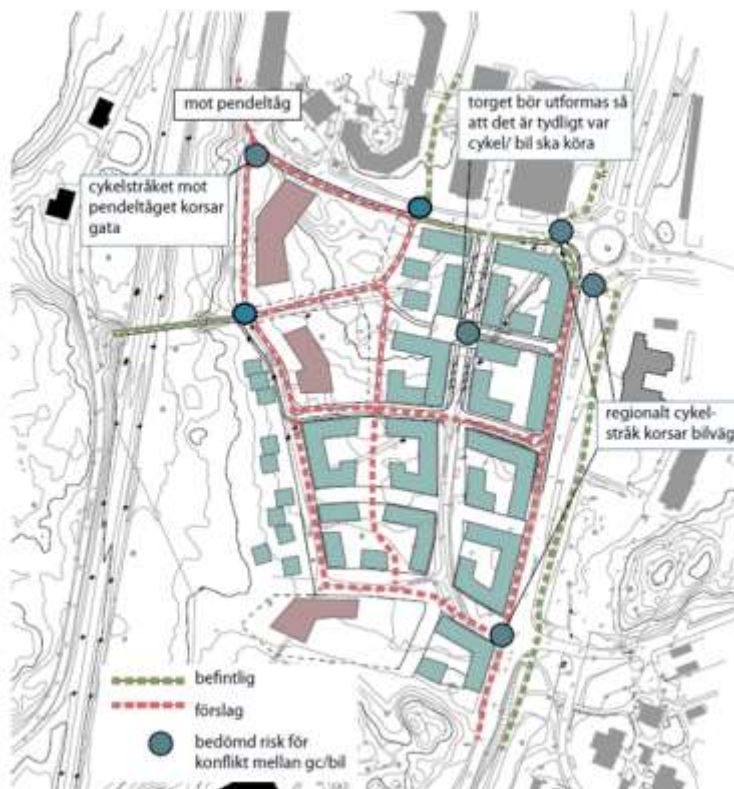 mot pendeltåg
torget bör utformas så
att det är tydligt var
cykel/ bil ska köra
cykelstråket mot
pendeltåget korsar
gata
regionalt cykel-
stråk korsar bilväg
befintlig
förslag
bedömd risk för
konflikt mellan gc/bil